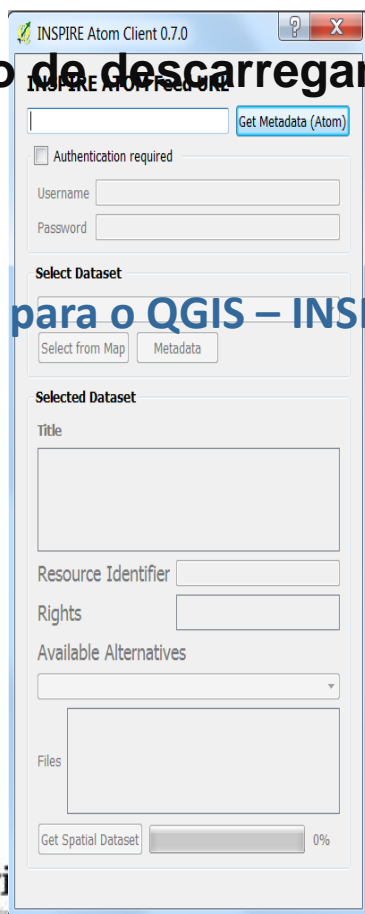 INSPIRE Atom Client 0.7.0
o de descarregar
INSPIRE ATOM Feed URL
Get Metadata (Atom)
Authentication required
Username
Password
Select Dataset
para o QGIS – INSP
Select from Map Metadata
Selected Dataset
Title
Resource Identifier
Rights
Available Alternatives
Files
Get Spatial Dataset 0%